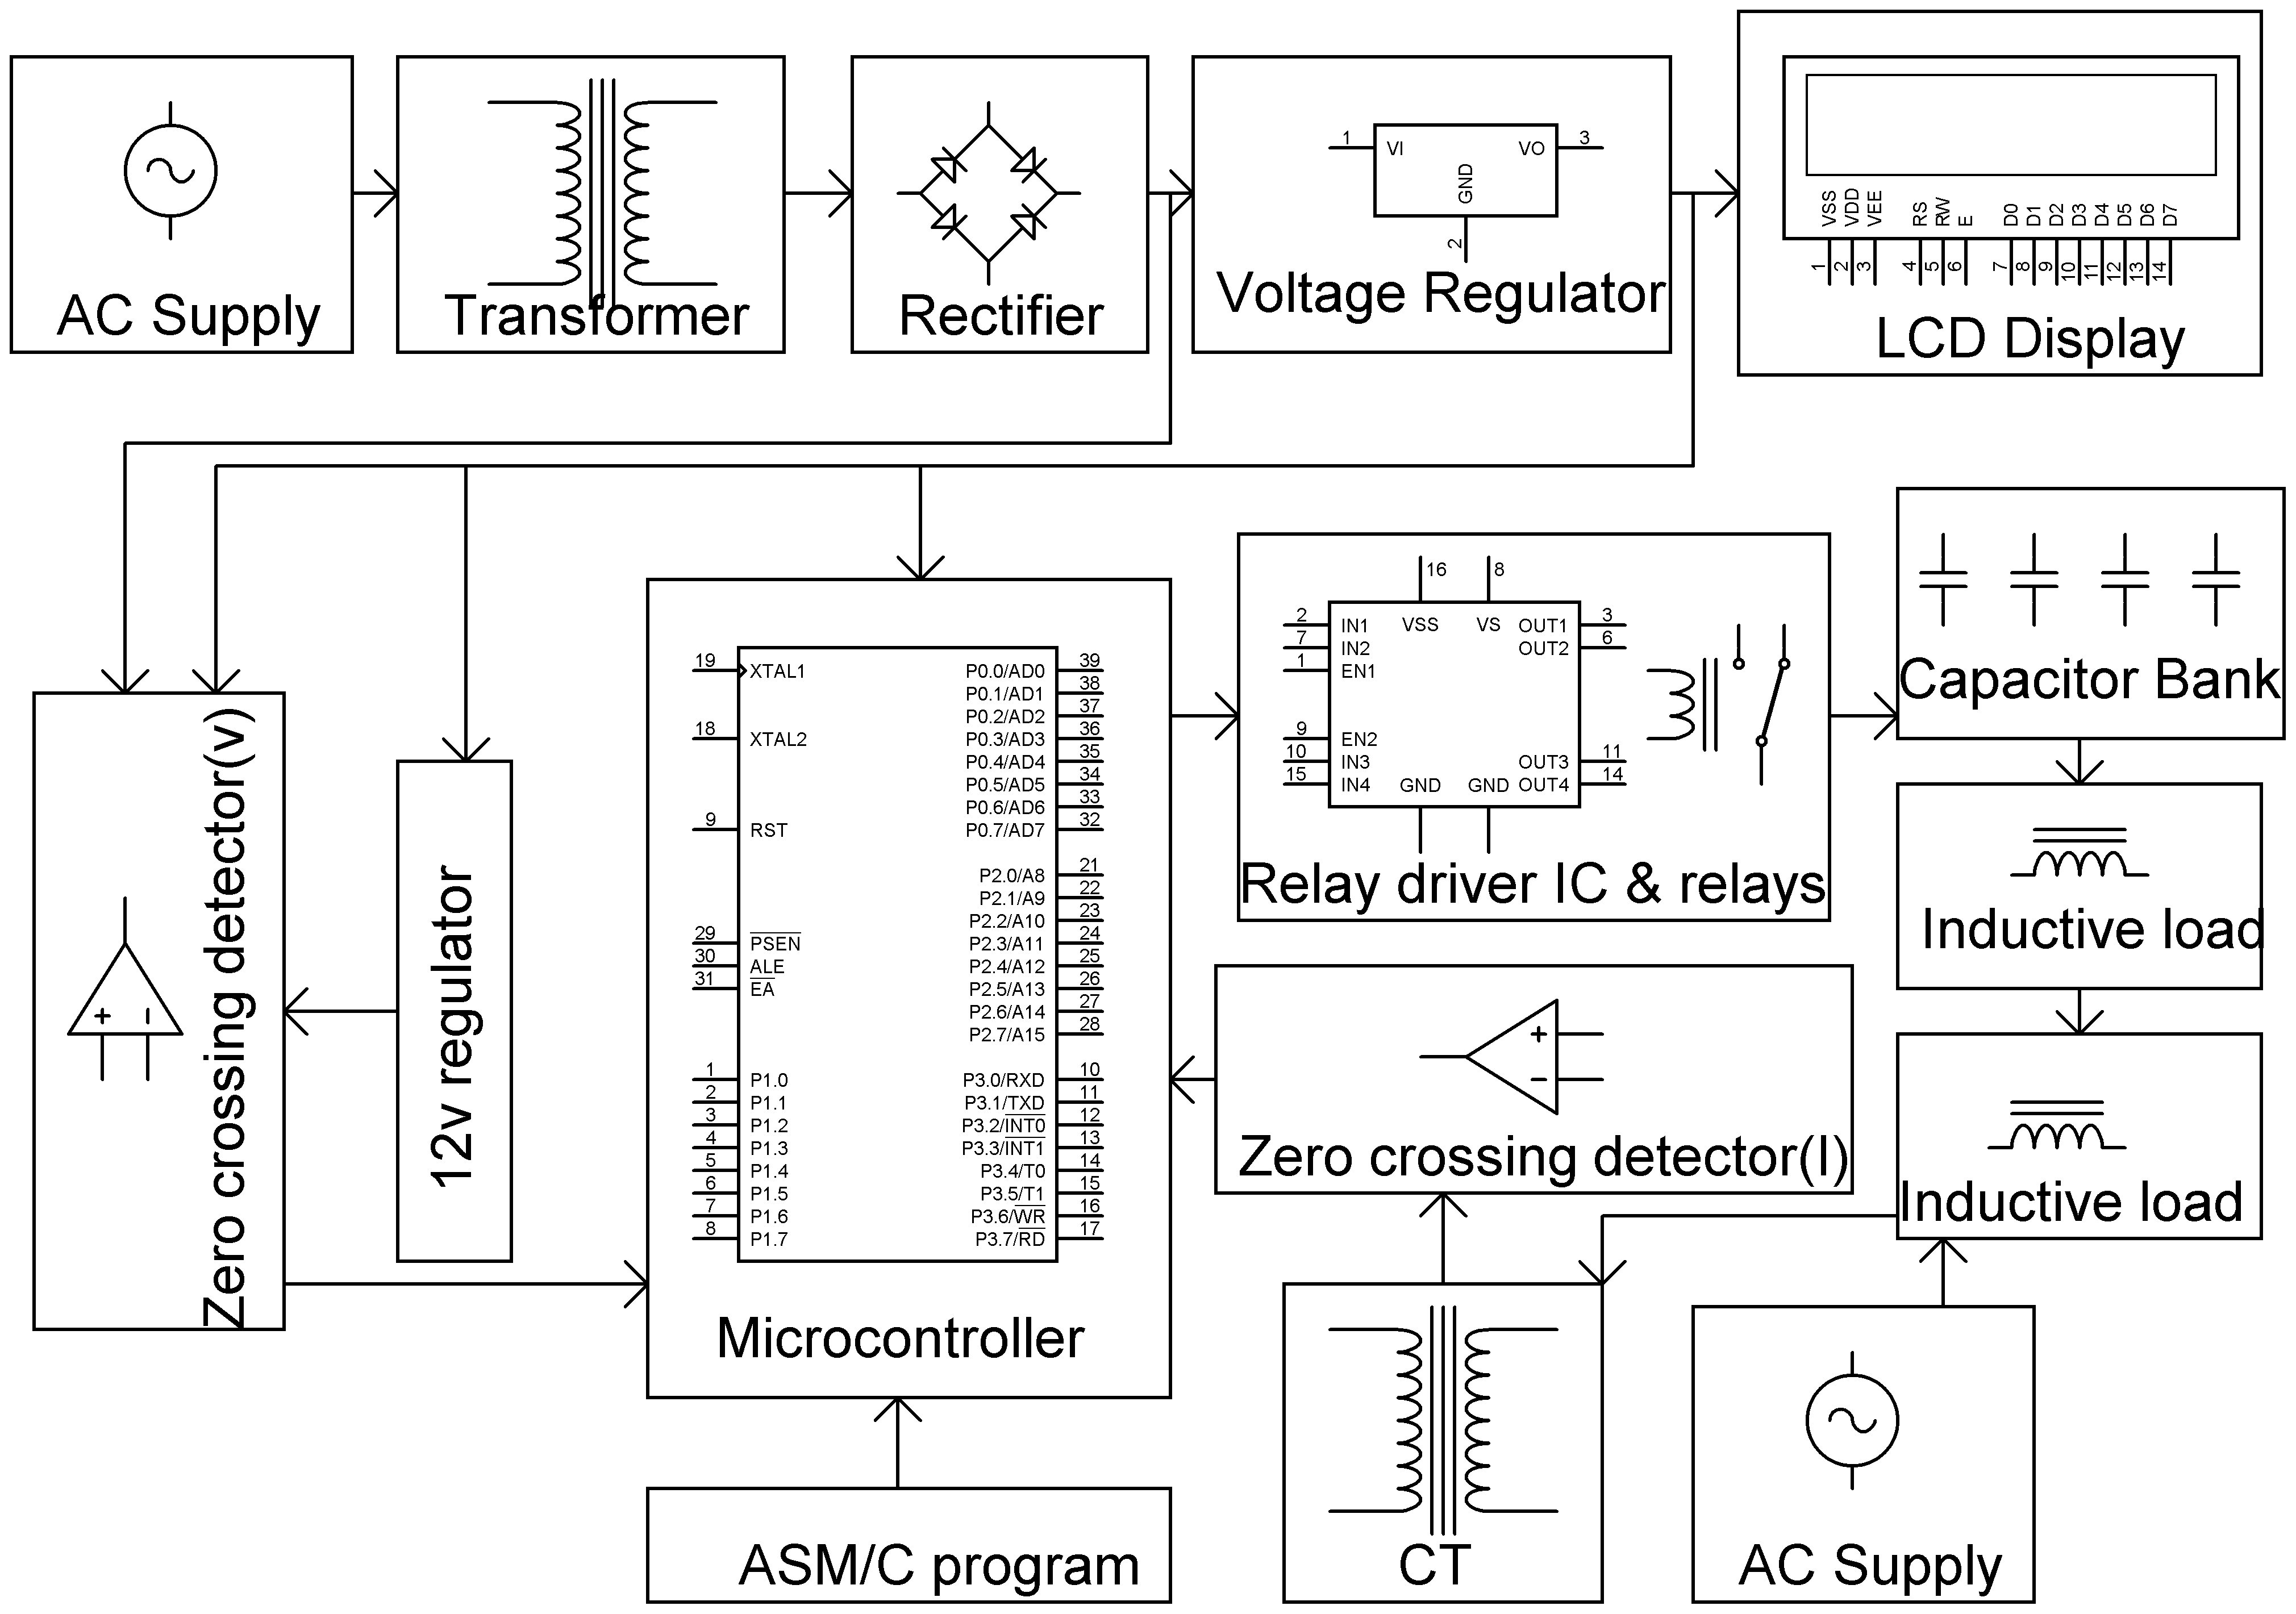 AC Supply
Transformer
Rectifier
1
VI
VO
3
GND
2
Voltage Regulator
VSS
VDD
VEE
RS
RW
E
D0
D1
D2
D3
D4
D5
D6
D7
1
2
3
4
5
6
7
8
9
10
11
12
13
14
LCD Display
Zero crossing detector(v)
+
-
12v regulator
19 XTAL1
18 XTAL2
9 RST
29 PSEN
30 ALE
31 EA
1 P1.0
2 P1.1
3 P1.2
4 P1.3
5 P1.4
6 P1.5
7 P1.6
8 P1.7
P0.0/AD0 39
P0.1/AD1 38
P0.2/AD2 37
P0.3/AD3 36
P0.4/AD4 35
P0.5/AD5 34
P0.6/AD6 33
P0.7/AD7 32
P2.0/A8 21
P2.1/A9 22
P2.2/A10 23
P2.3/A11 24
P2.4/A12 25
P2.5/A13 26
P2.6/A14 27
P2.7/A15 28
P3.0/RXD 10
P3.1/TXD 11
P3.2/INT0 12
P3.3/INT1 13
P3.4/T0 14
P3.5/T1 15
P3.6/WR 16
P3.7/RD 17
Microcontroller
ASM/C program
16
8
2 IN1 VSS VS OUT1 3
7 IN2 OUT2 6
1 EN1
9 EN2
10 IN3 OUT3 11
15 IN4 GND GND OUT4 14
Relay driver IC & relays
Capacitor Bank
Inductive load
Inductive load
+
-
Zero crossing detector(I)
CT
AC Supply